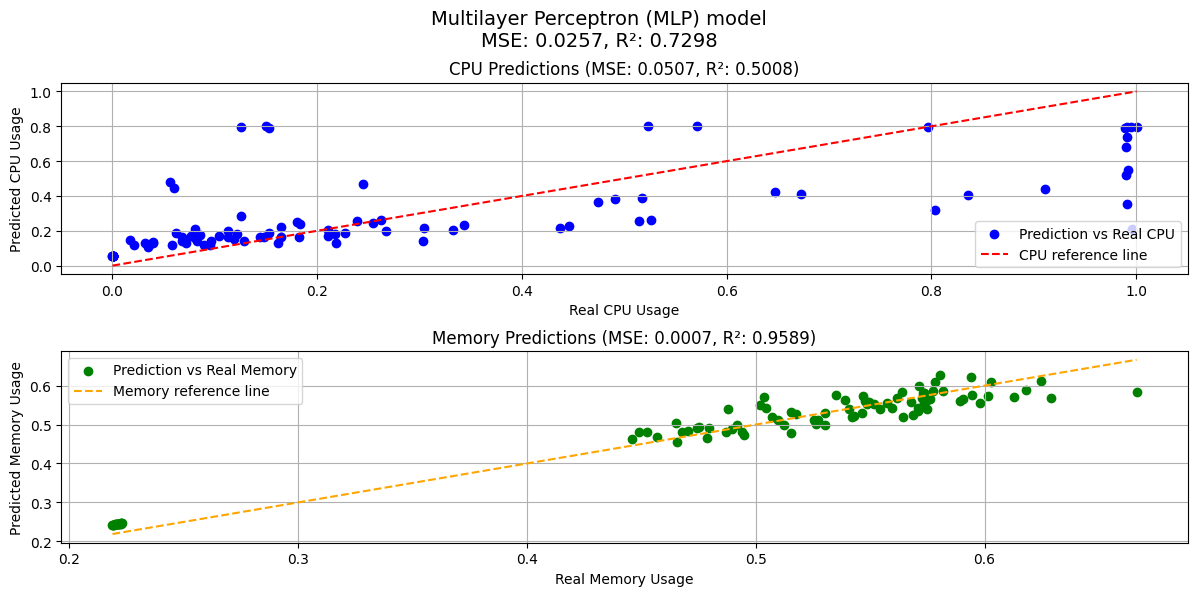 Multilayer Perceptron (MLP) model
MSE: 0.0257, R²: 0.7298
CPU Predictions (MSE: 0.0507, R²: 0.5008)
Predicted CPU Usage
1.0
0.8
0.6
0.4
0.2
0.0
Prediction vs Real CPU
CPU reference line
0.0 0.2 0.4 0.6 0.8 1.0
Real CPU Usage
Memory Predictions (MSE: 0.0007, R²: 0.9589)
Predicted Memory Usage
Prediction vs Real Memory
Memory reference line
0.6
0.5
0.4
0.3
0.2
0.2 0.3 0.4 0.5 0.6
Real Memory Usage